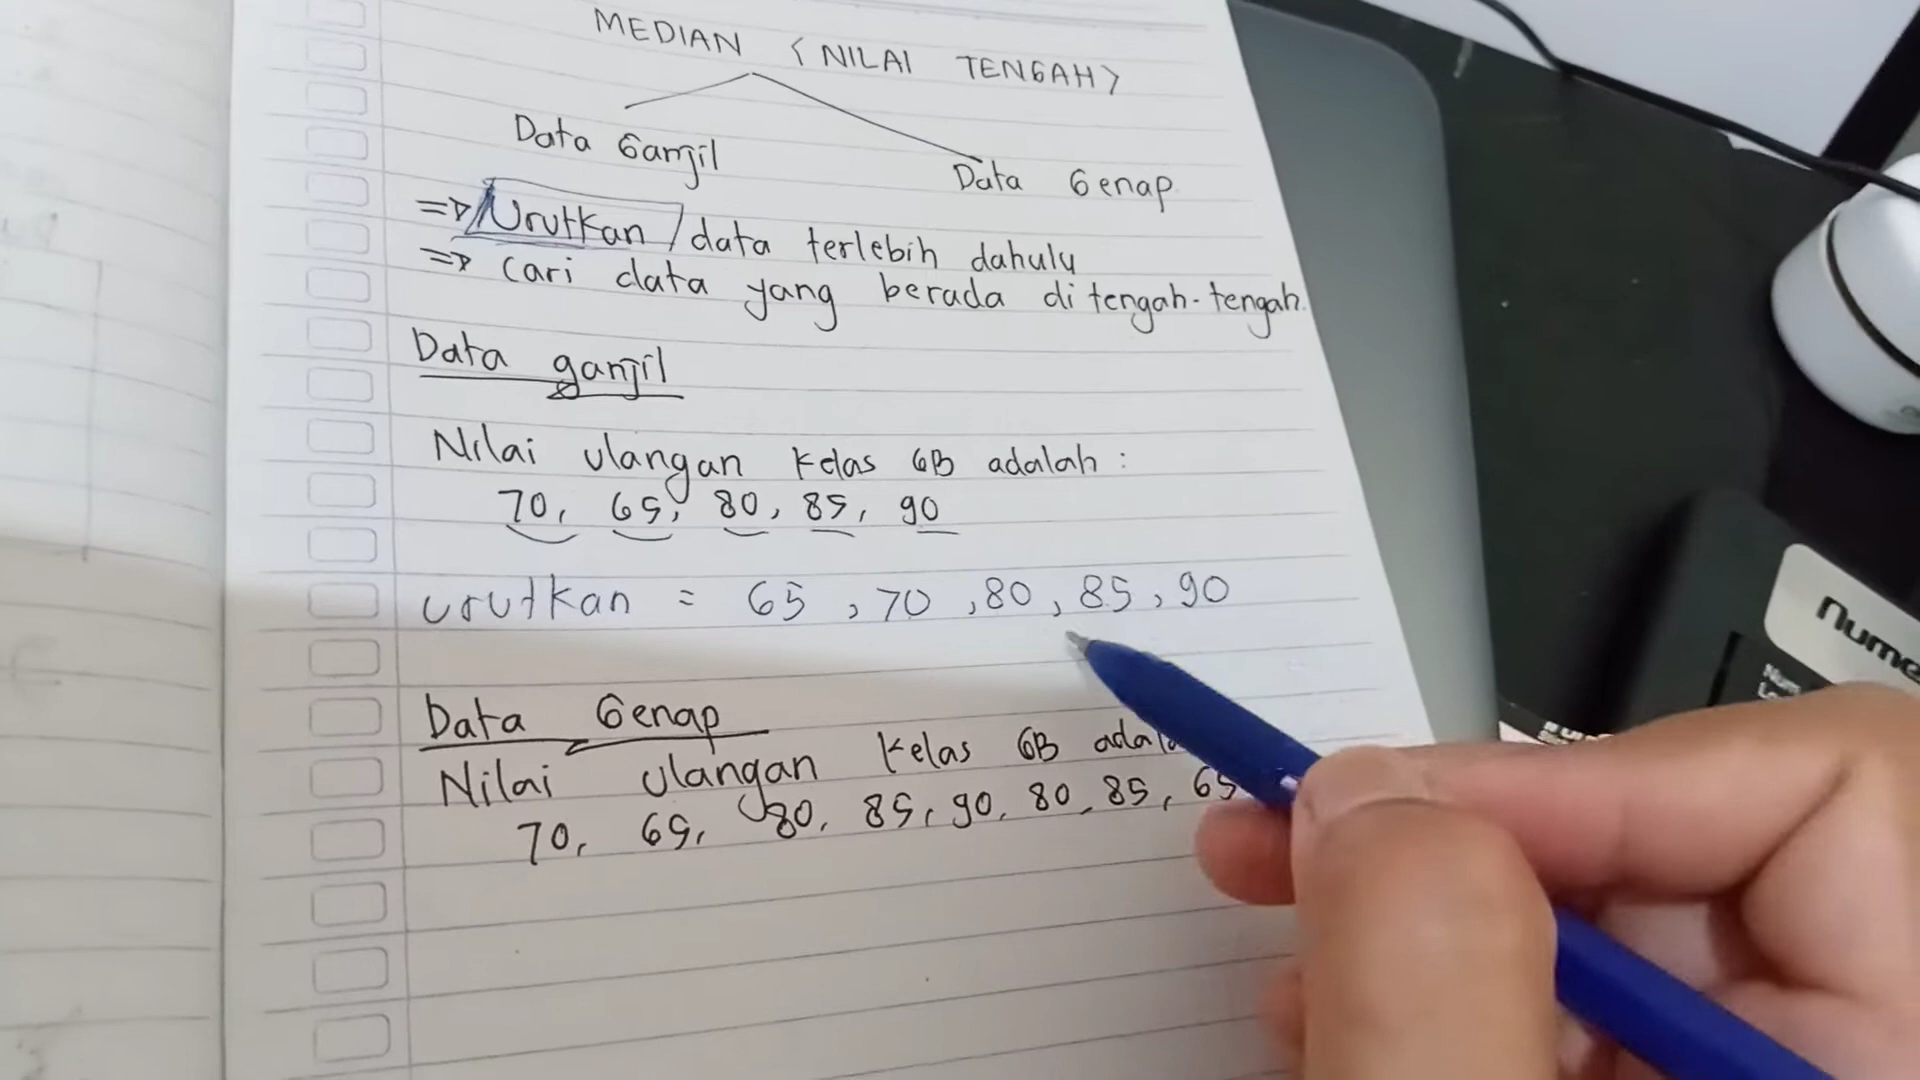 MEDIAN < NILAI TENGAH >
Data Ganjil
Data Genap
=> Urutkan / data terlebih dahulu
=> Cari data yang berada di tengah-tengah.
Data ganjil
Nilai ulangan Kelas 6B adalah :
70, 65, 80, 85, 90
Urutkan = 65 , 70 , 80 , 85 , 90
Data Genap
Nilai ulangan Kelas 6B
70, 65, 80, 85, 90, 80, 85, 65
Num